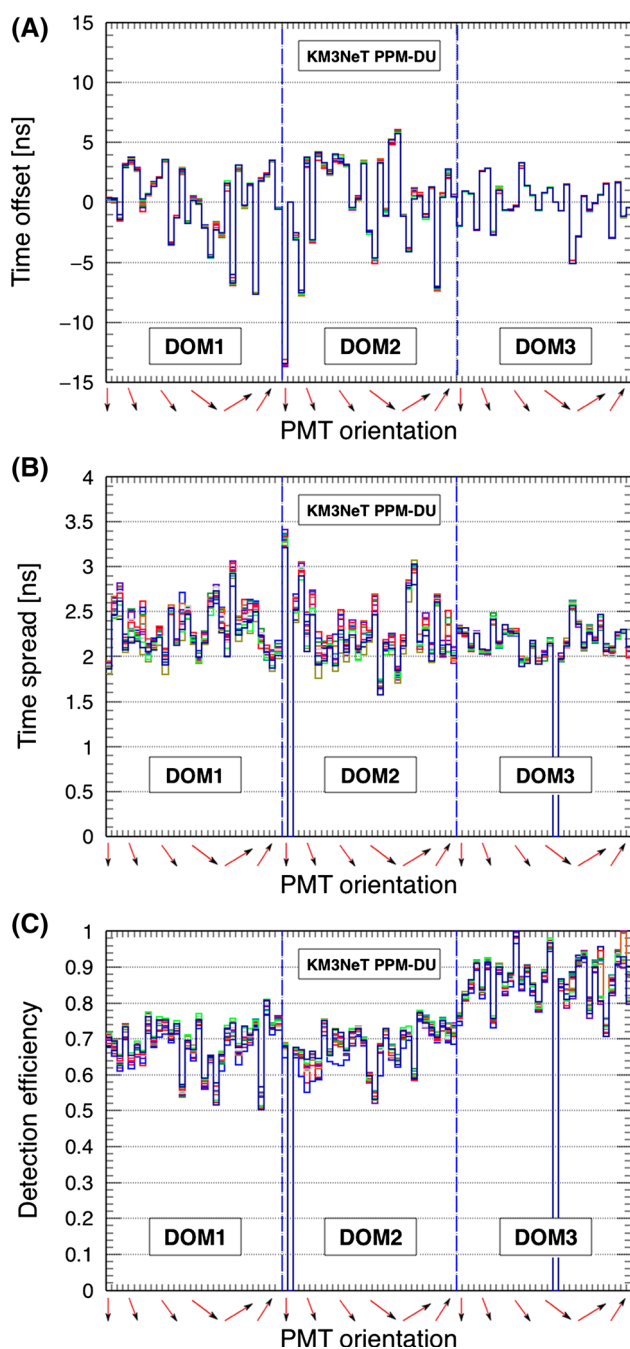 (A)
15
10
5
0
−5
−10
−15
Time offset [ns]
KM3NeT PPM-DU
DOM1
DOM2
DOM3
PMT orientation
(B)
4
3.5
3
2.5
2
1.5
1
0.5
0
Time spread [ns]
KM3NeT PPM-DU
DOM1
DOM2
DOM3
PMT orientation
(C)
1
0.9
0.8
0.7
0.6
0.5
0.4
0.3
0.2
0.1
0
Detection efficiency
KM3NeT PPM-DU
DOM1
DOM2
DOM3
PMT orientation